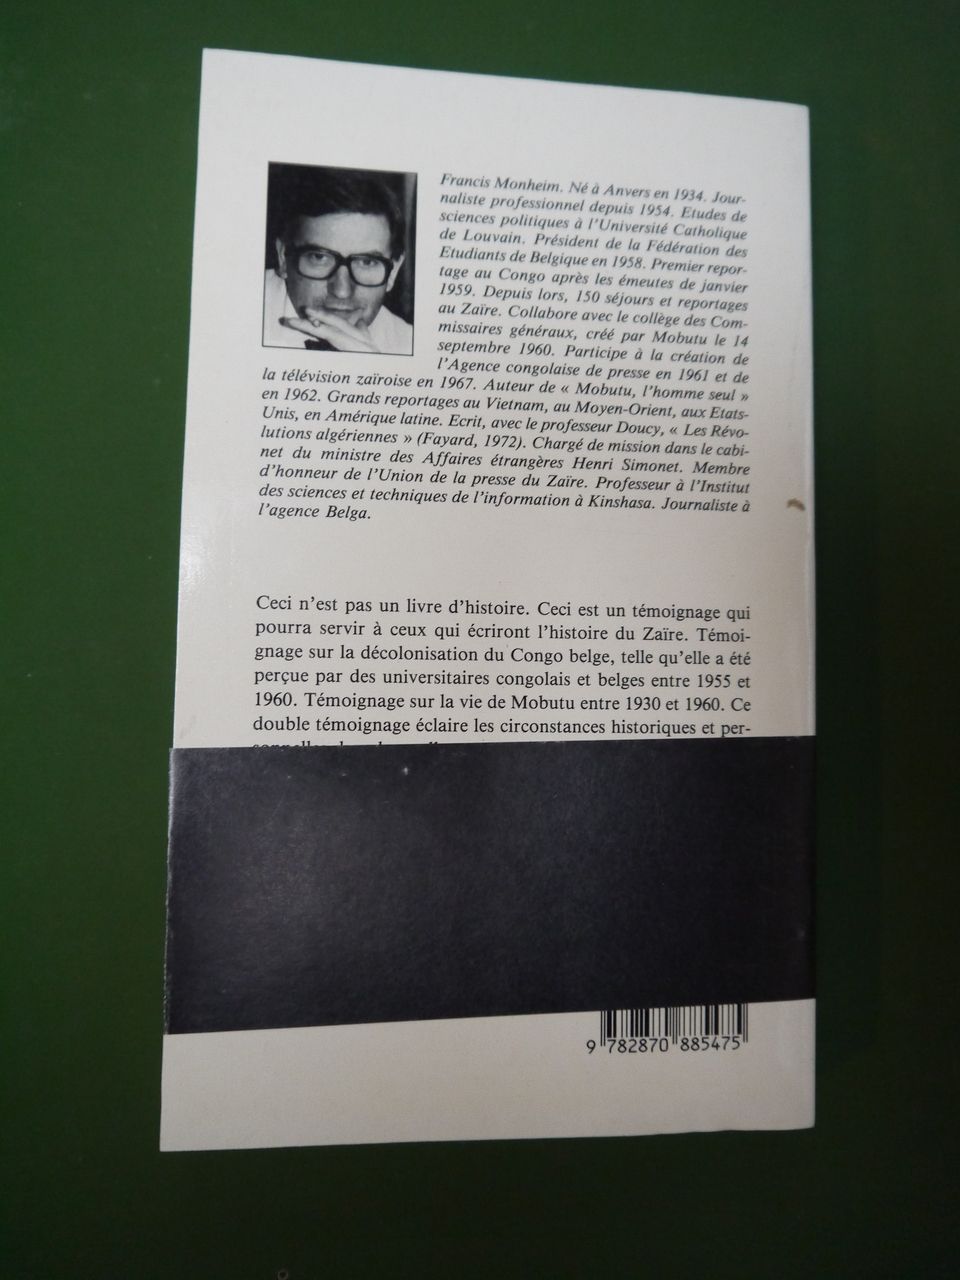 Francis Monheim. Né à Anvers en 1934. Jour-
naliste professionnel depuis 1954. Etudes de
sciences politiques à l'Université Catholique
de Louvain. Président de la Fédération des
Etudiants de Belgique en 1958. Premier repor-
tage au Congo après les émeutes de janvier
1959. Depuis lors, 150 séjours et reportages
au Zaïre. Collabore avec le collège des Com-
missaires généraux, créé par Mobutu le 14
septembre 1960. Participe à la création de
l'Agence congolaise de presse en 1961 et de
la télévision zaïroise en 1967. Auteur de « Mobutu, l'homme seul »
en 1962. Grands reportages au Vietnam, au Moyen-Orient, aux Etats-
Unis, en Amérique latine. Ecrit, avec le professeur Doucy, « Les Révo-
lutions algériennes » (Fayard, 1972). Chargé de mission dans le cabi-
net du ministre des Affaires étrangères Henri Simonet. Membre
d'honneur de l'Union de la presse du Zaïre. Professeur à l'Institut
des sciences et techniques de l'information à Kinshasa. Journaliste à
l'agence Belga.
Ceci n'est pas un livre d'histoire. Ceci est un témoignage qui
pourra servir à ceux qui écriront l'histoire du Zaïre. Témoi-
gnage sur la décolonisation du Congo belge, telle qu'elle a été
perçue par des universitaires congolais et belges entre 1955 et
1960. Témoignage sur la vie de Mobutu entre 1930 et 1960. Ce
double témoignage éclaire les circonstances historiques et per-
9 782870 885475